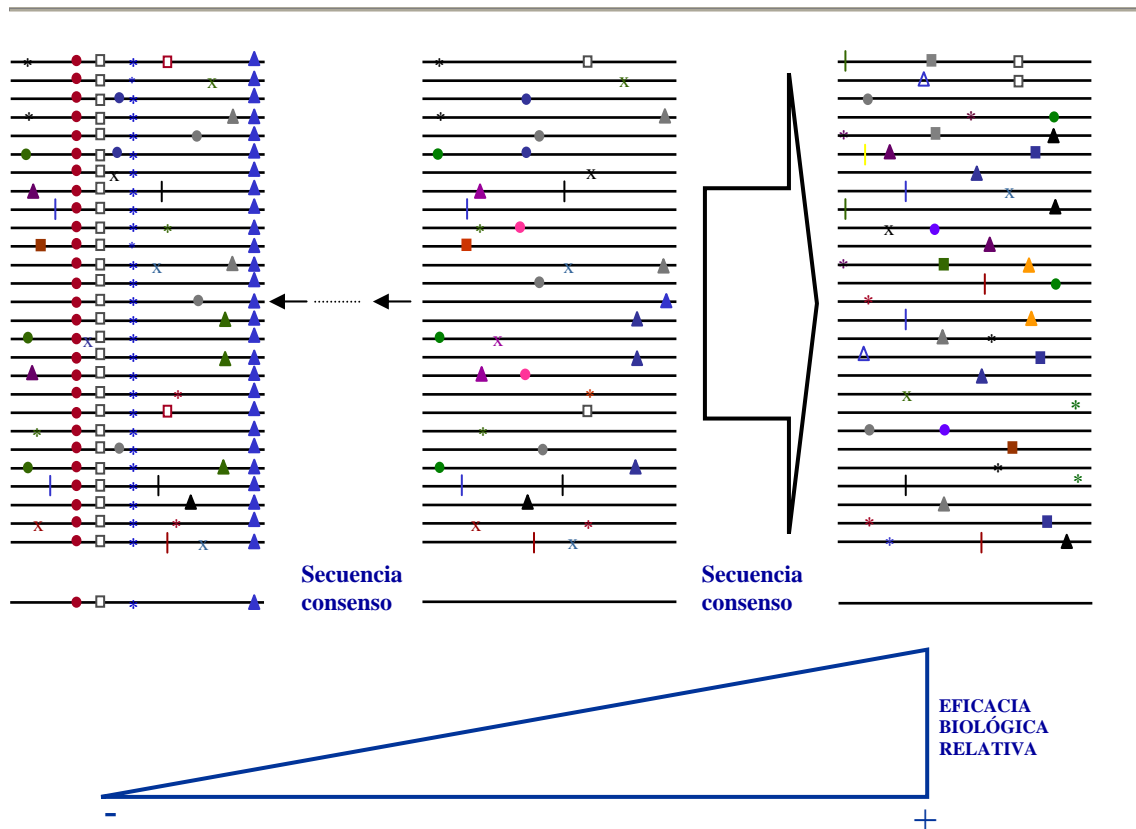 Secuencia
consenso
Secuencia
consenso
EFICACIA
BIOLÓGICA
RELATIVA
-
+